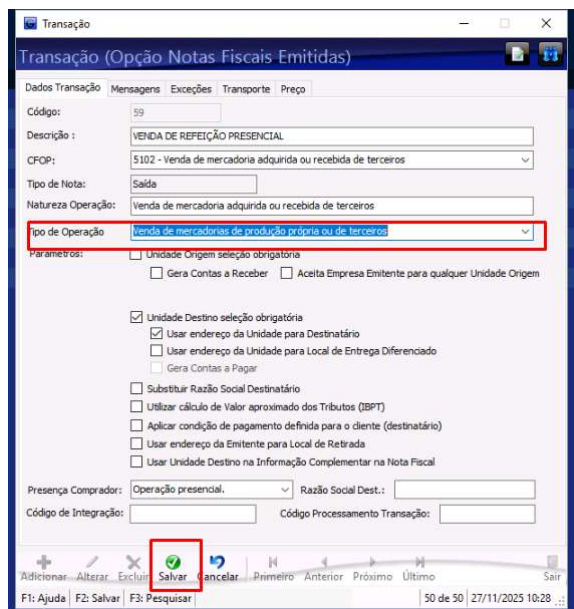 Transação
Transação (Opção Notas Fiscais Emitidas)
Dados Transação Mensagens Exceções Transporte Preço
Código: 59
Descrição : VENDA DE REFEIÇÃO PRESENCIAL
CFOP: 5102 - Venda de mercadoria adquirida ou recebida de terceiros
Tipo de Nota: Saída
Natureza Operação: Venda de mercadoria adquirida ou recebida de terceiros
Tipo de Operação Venda de mercadorias de produção própria ou de terceiros
Parâmetros: Unidade Origem seleção obrigatória
Gera Contas a Receber Aceita Empresa Emitente para qualquer Unidade Origem
Unidade Destino seleção obrigatória
Usar endereço da Unidade para Destinatário
Usar endereço da Unidade para Local de Entrega Diferenciado
Gera Contas a Pagar
Substituir Razão Social Destinatário
Utilizar cálculo de Valor aproximado dos Tributos (IBPT)
Aplicar condição de pagamento definida para o cliente (destinatário)
Usar endereço da Emitente para Local de Retirada
Usar Unidade Destino na Informação Complementar na Nota Fiscal
Presença Comprador: Operação presencial. Razão Social Dest.:
Código de Integração: Código Processamento Transação:
Adicionar Alterar Excluir Salvar Cancelar Primeiro Anterior Próximo Último Sair
F1: Ajuda F2: Salvar F3: Pesquisar 50 de 50 27/11/2025 10:28